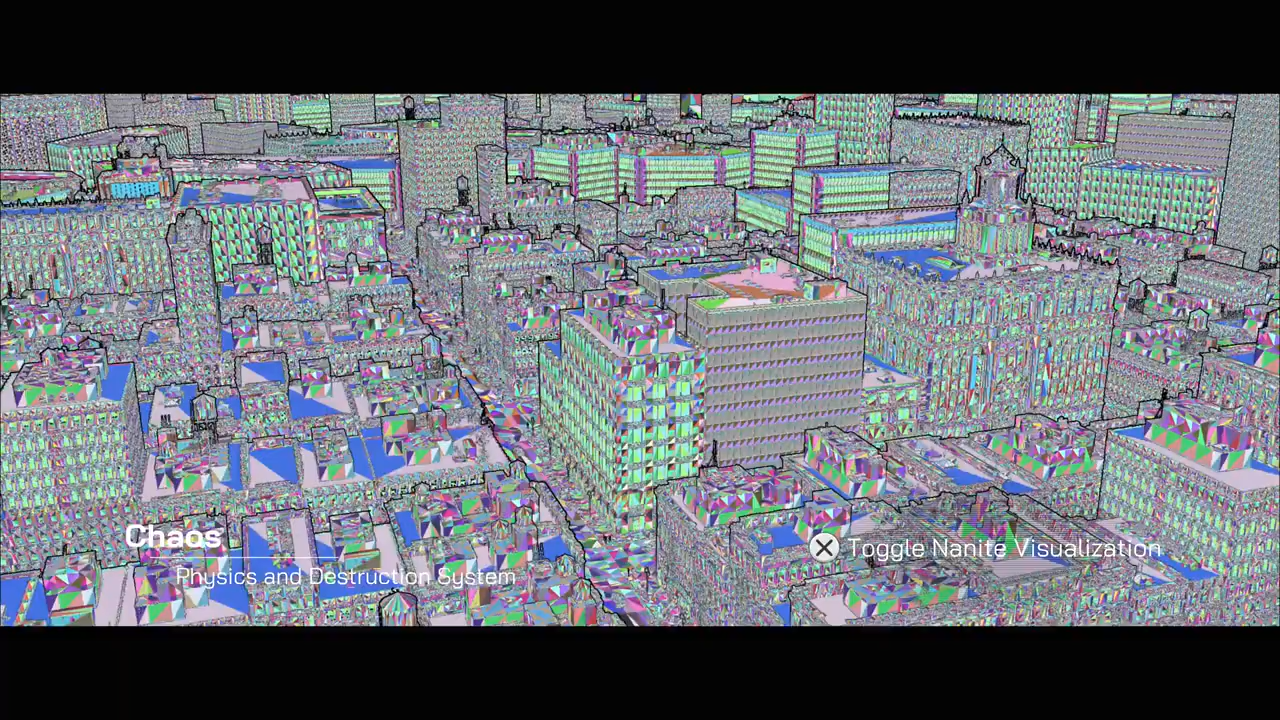 Chaos
Physics and Destruction System
Toggle Nanite Visualization